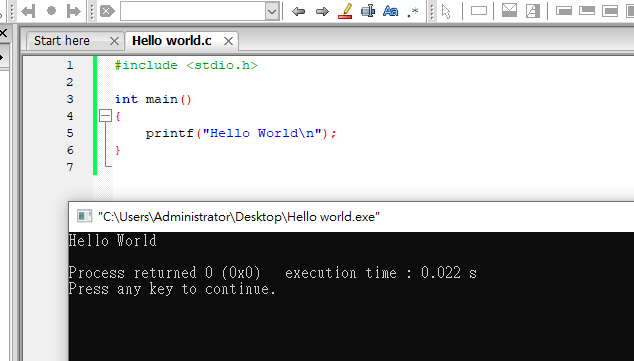 Aa .*
Start here Hello world.c
1 #include <stdio.h>
2
3 int main()
4 {
5 printf("Hello World\n");
6 }
7
"C:\Users\Administrator\Desktop\Hello world.exe"
Hello World
Process returned 0 (0x0) execution time : 0.022 s
Press any key to continue.